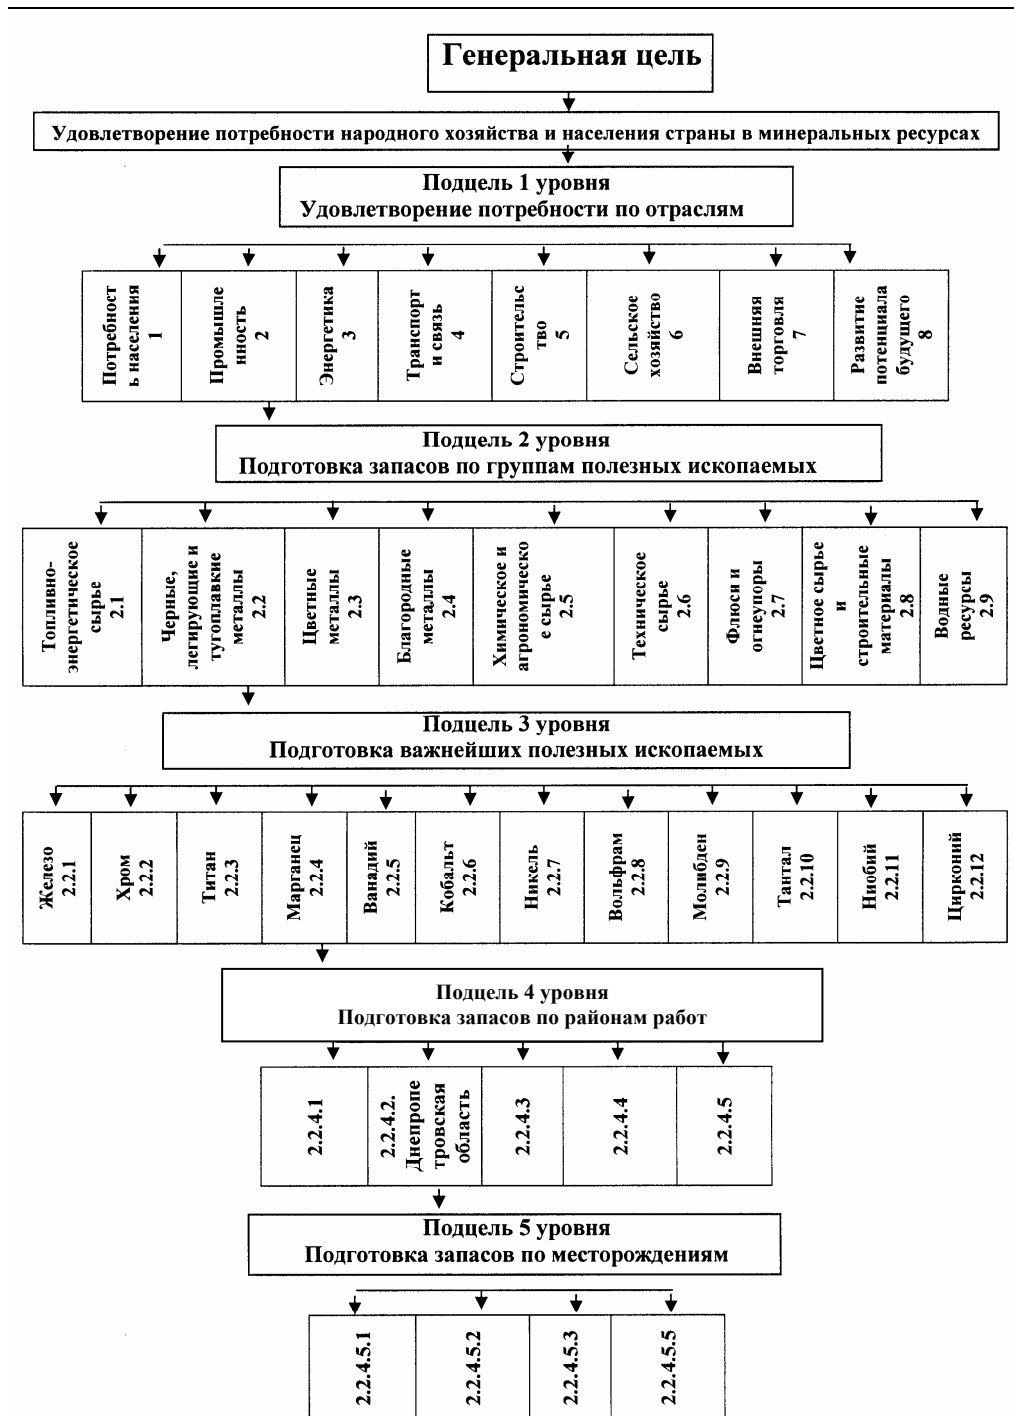 Генеральная цель
Удовлетворение потребности народного хозяйства и населения страны в минеральных ресурсах
Подцель 1 уровня
Удовлетворение потребности по отраслям
Потребност
ь населения
1
Промышле
нность
2
Энергетика
3
Транспорт
и связь
4
Строительс
тво
5
Сельское
хозяйство
6
Внешняя
торговля
7
Развитие
потенциала
будущего
8
Подцель 2 уровня
Подготовка запасов по группам полезных ископаемых
Топливно-
энергетическое
сырье
2.1
Черные,
легирующие и
тугоплавкие
металлы
2.2
Цветные
металлы
2.3
Благородные
металлы
2.4
Химическое и
агрономическо
е сырье
2.5
Техническое
сырье
2.6
Флюси и
огнеупоры
2.7
Цветное сырье
и
строительные
материалы
2.8
Водные
ресурсы
2.9
Подцель 3 уровня
Подготовка важнейших полезных ископаемых
Железо
2.2.1
Хром
2.2.2
Титан
2.2.3
Марганец
2.2.4
Ванадий
2.2.5
Кобальт
2.2.6
Никель
2.2.7
Вольфрам
2.2.8
Молибден
2.2.9
Тантал
2.2.10
Ниобий
2.2.11
Цирконий
2.2.12
Подцель 4 уровня
Подготовка запасов по районам работ
2.2.4.1
2.2.4.2.
Днепропе
тровская
область
2.2.4.3
2.2.4.4
2.2.4.5
Подцель 5 уровня
Подготовка запасов по месторождениям
2.2.4.5.1
2.2.4.5.2
2.2.4.5.3
2.2.4.5.5